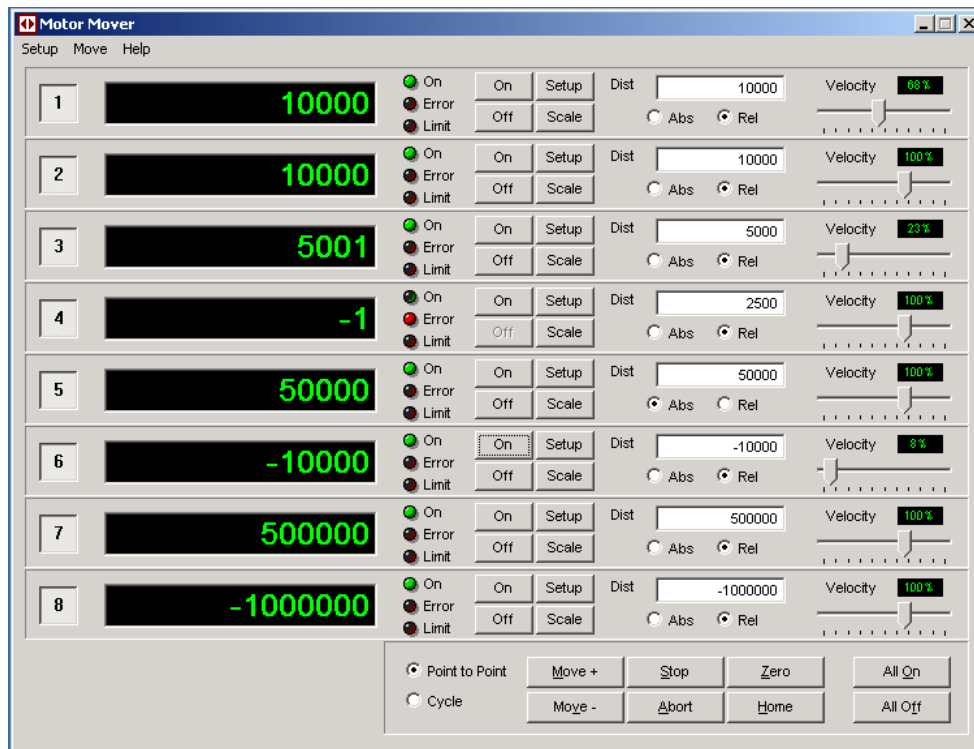 Motor Mover
Setup Move Help
1 10000 On Error Limit On Off Setup Scale Dist 10000 Abs Rel Velocity 68%
2 10000 On Error Limit On Off Setup Scale Dist 10000 Abs Rel Velocity 100%
3 5001 On Error Limit On Off Setup Scale Dist 5000 Abs Rel Velocity 23%
4 -1 On Error Limit On Off Setup Scale Dist 2500 Abs Rel Velocity 100%
5 50000 On Error Limit On Off Setup Scale Dist 50000 Abs Rel Velocity 100%
6 -10000 On Error Limit On Off Setup Scale Dist -10000 Abs Rel Velocity 8%
7 500000 On Error Limit On Off Setup Scale Dist 500000 Abs Rel Velocity 100%
8 -1000000 On Error Limit On Off Setup Scale Dist -1000000 Abs Rel Velocity 100%
Point to Point Move + Stop Zero All On
Cycle Move - Abort Home All Off